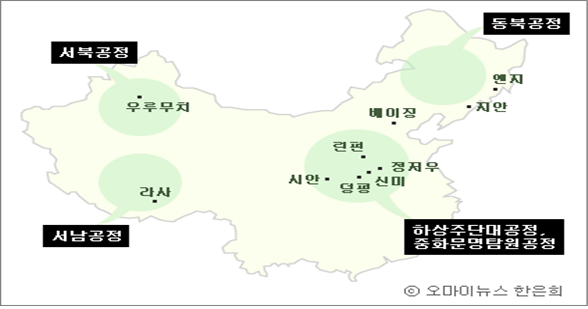 동북공정
서북공정
옌지
우루무치
지안
베이징
련편
정저우
시안
신미
덩펑
라사
서남공정
하상주단대공정,
중화문명탐원공정
ⓒ 오마이뉴스 한은희